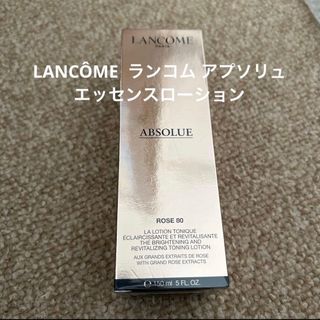 LANCÔME
PARIS
LANCÔME ランコム アプソリュ
エッセンスローション
ABSOLUE
ROSE 80
LA LOTION TONIQUE
ÉCLAIRCISSANTE ET REVITALISANTE
THE BRIGHTENING AND
REVITALIZING TONING LOTION
AUX GRANDS EXTRAITS DE ROSE
WITH GRAND ROSE EXTRACTS
e 150 ml 5 FL. OZ.